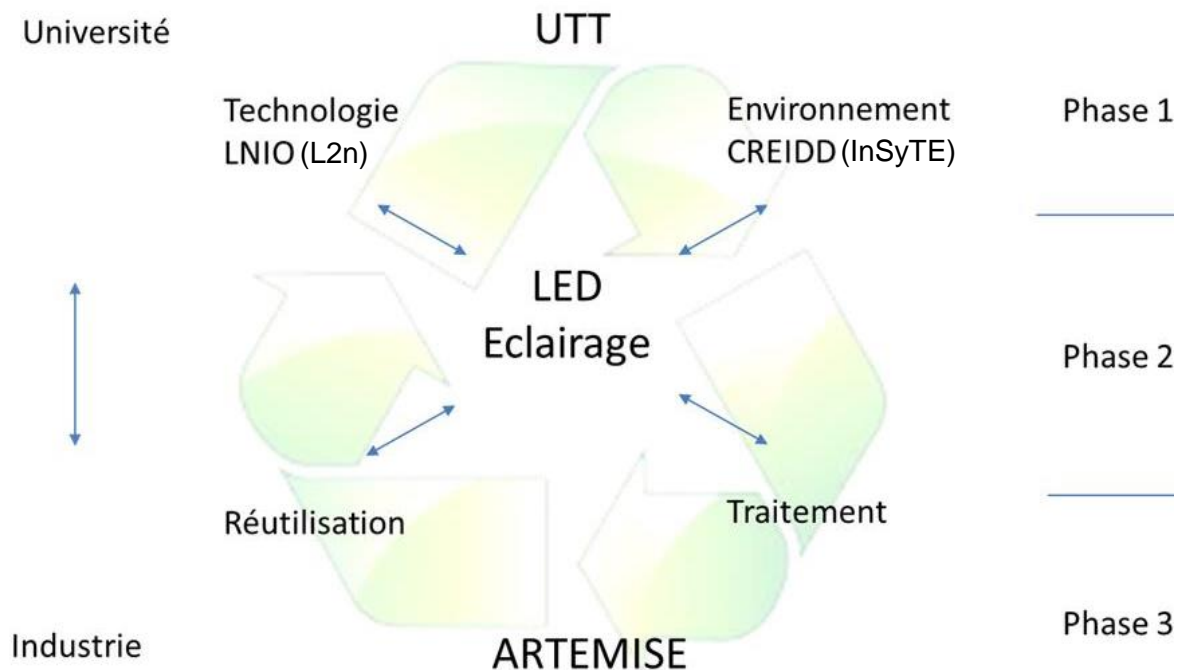 Université
UTT
Technologie
LNIO (L2n)
Environnement
CREIDD (InSyTE)
Phase 1
LED
Eclairage
Phase 2
Réutilisation
Traitement
Industrie
ARTEMISE
Phase 3